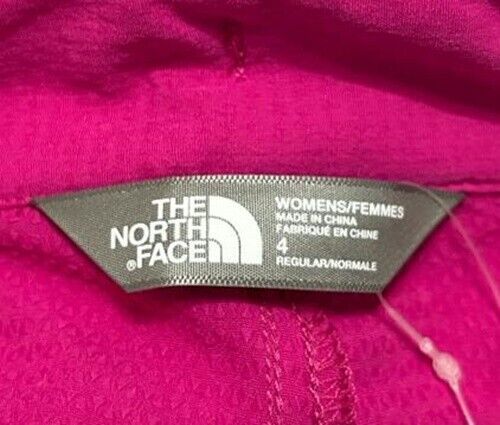 THE
NORTH
FACE
®
WOMENS/FEMMES
MADE IN CHINA
FABRIQUÉ EN CHINE
4
REGULAR/NORMALE